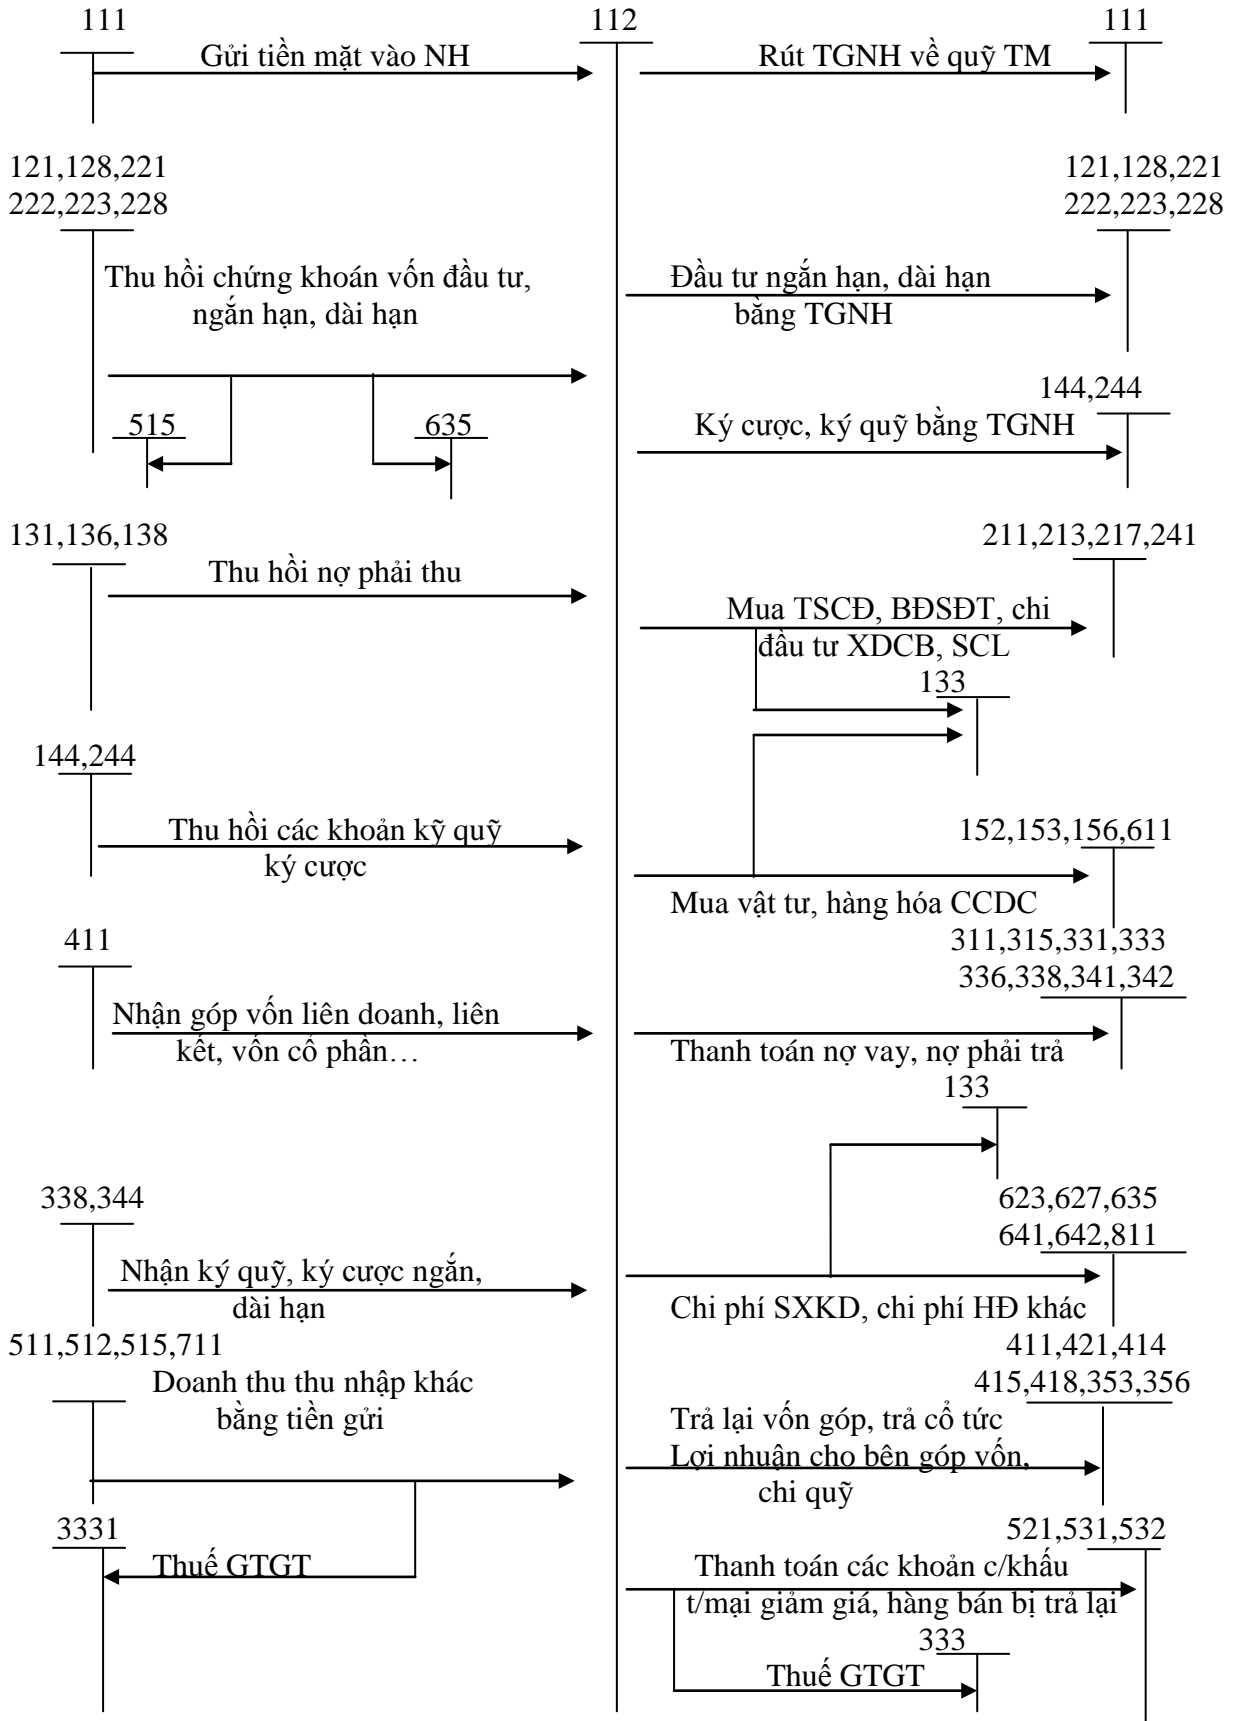 111 112 111
Gửi tiền mặt vào NH Rút TGNH về quỹ TM
121,128,221 121,128,221
222,223,228 222,223,228
Thu hồi chứng khoán vốn đầu tư, Đầu tư ngắn hạn, dài hạn
ngắn hạn, dài hạn bằng TGNH
144,244
515 635 Ký cược, ký quỹ bằng TGNH
131,136,138 211,213,217,241
Thu hồi nợ phải thu
Mua TSCĐ, BĐSĐT, chi
đầu tư XDCB, SCL
133
144,244
Thu hồi các khoản kỹ quỹ 152,153,156,611
ký cược
Mua vật tư, hàng hóa CCDC
411 311,315,331,333
336,338,341,342
Nhận góp vốn liên doanh, liên
kết, vốn cổ phần… Thanh toán nợ vay, nợ phải trả
133
338,344 623,627,635
641,642,811
Nhận ký quỹ, ký cược ngắn,
dài hạn Chi phí SXKD, chi phí HĐ khác
511,512,515,711 411,421,414
Doanh thu thu nhập khác 415,418,353,356
bằng tiền gửi Trả lại vốn góp, trả cổ tức
Lợi nhuận cho bên góp vốn,
chi quỹ
3331 521,531,532
Thuế GTGT Thanh toán các khoản c/khấu
t/mại giảm giá, hàng bán bị trả lại
333
Thuế GTGT